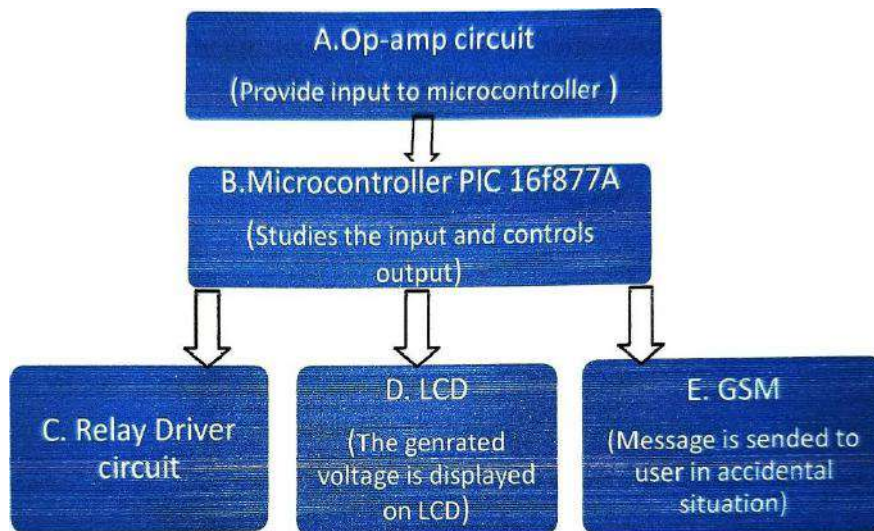 A.Op-amp circuit
(Provide input to microcontroller )
B.Microcontroller PIC 16f877A
(Studies the input and controls
output)
C. Relay Driver
circuit
D. LCD
(The genrated
voltage is displayed
on LCD)
E. GSM
(Message is sended to
user in accidental
situation)